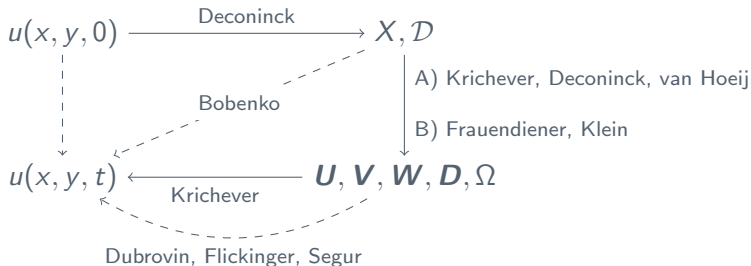 Deconinck
u(x, y, 0) X, 𝒟
A) Krichever, Deconinck, van Hoeij
Bobenko
B) Frauendiener, Klein
u(x, y, t) U, V, W, D, Ω
Krichever
Dubrovin, Flickinger, Segur